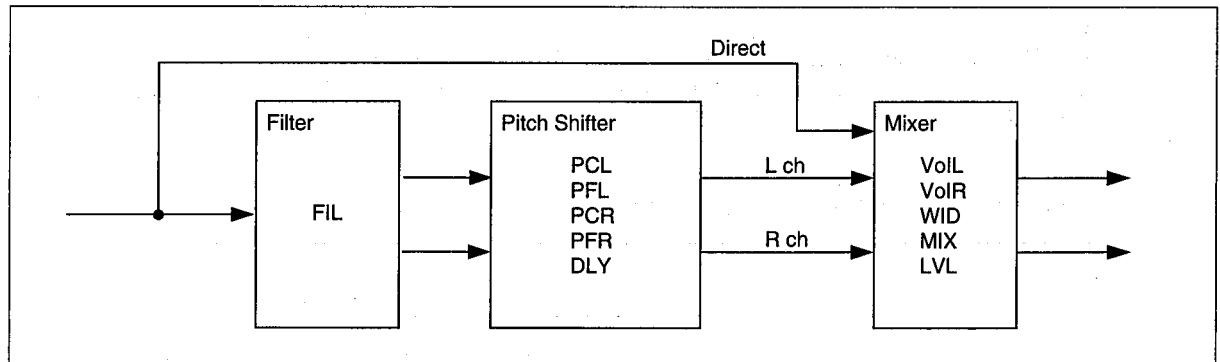 Direct
Filter
FIL
Pitch Shifter
PCL
PFL
PCR
PFR
DLY
L ch
R ch
Mixer
VolL
VolR
WID
MIX
LVL